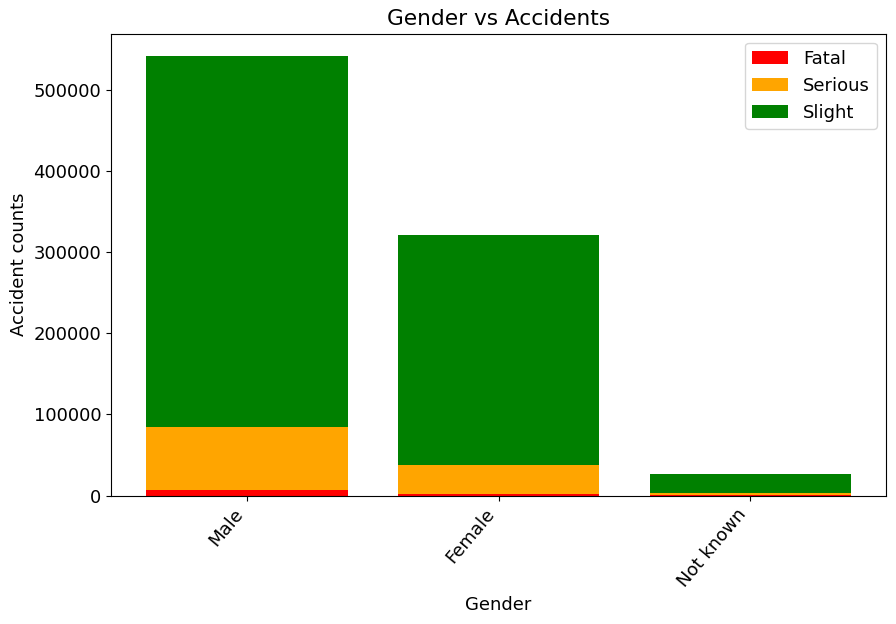 Gender vs Accidents
Fatal
Serious
Slight
Accident counts
500000
400000
300000
200000
100000
0
Male
Female
Not known
Gender